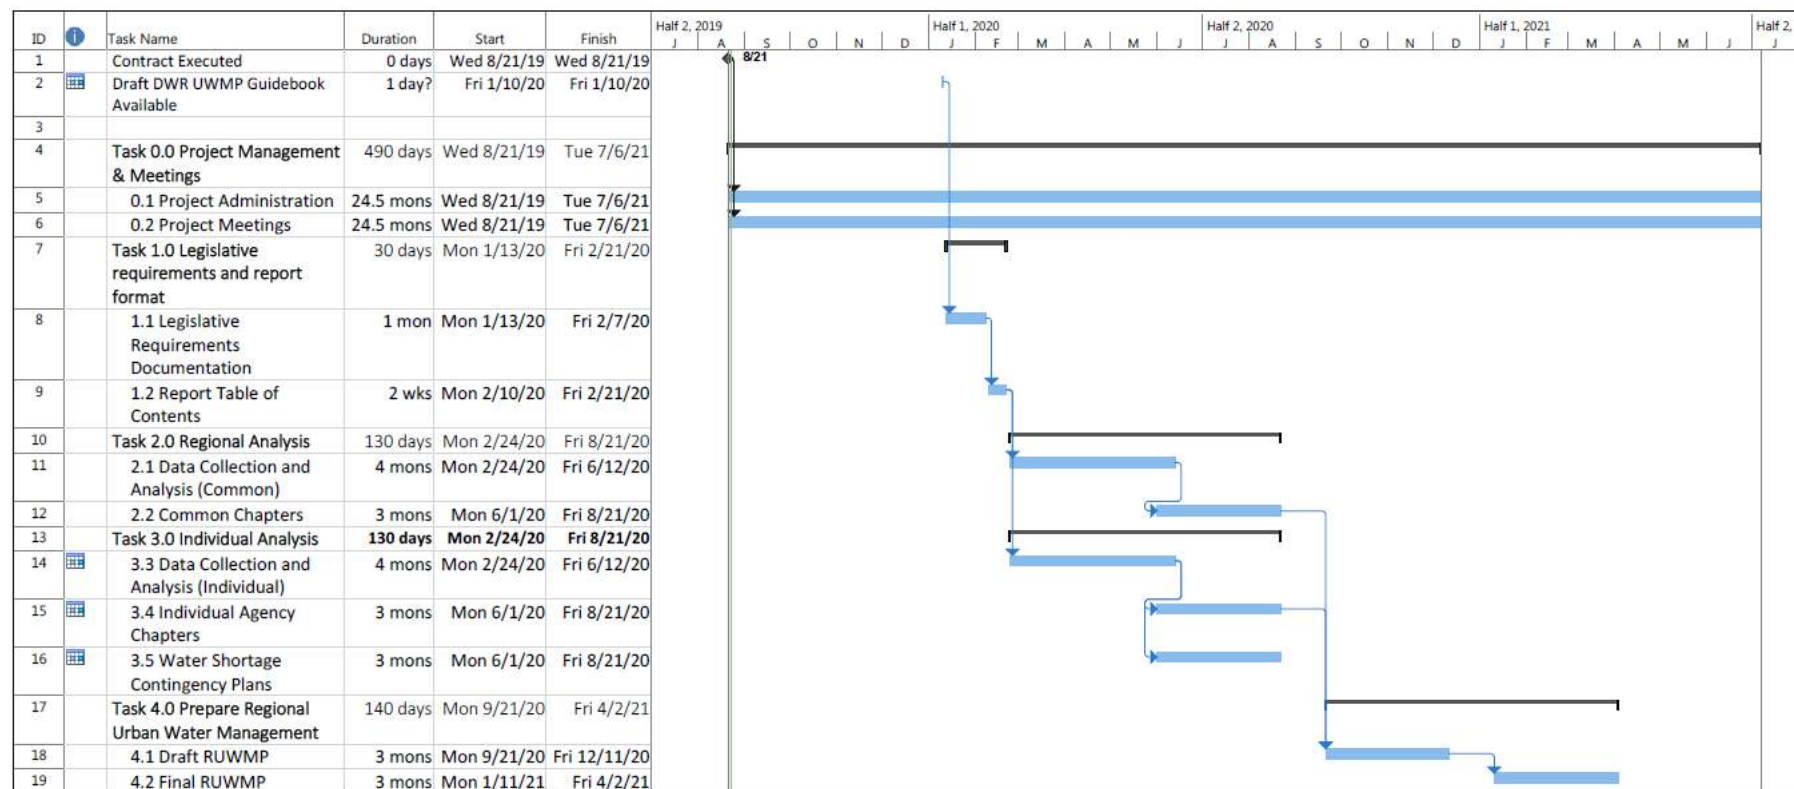 Half 2, 2019 Half 1, 2020 Half 2, 2020 Half 1, 2021 Half 2,
ID Task Name Duration Start Finish J A S O N D J F M A M J J A S O N D J F M A M J J
1 Contract Executed 0 days Wed 8/21/19 Wed 8/21/19 8/21
2 Draft DWR UWMP Guidebook 1 day? Fri 1/10/20 Fri 1/10/20
Available
3
4 Task 0.0 Project Management 490 days Wed 8/21/19 Tue 7/6/21
& Meetings
5 0.1 Project Administration 24.5 mons Wed 8/21/19 Tue 7/6/21
6 0.2 Project Meetings 24.5 mons Wed 8/21/19 Tue 7/6/21
7 Task 1.0 Legislative 30 days Mon 1/13/20 Fri 2/21/20
requirements and report
format
8 1.1 Legislative 1 mon Mon 1/13/20 Fri 2/7/20
Requirements
Documentation
9 1.2 Report Table of 2 wks Mon 2/10/20 Fri 2/21/20
Contents
10 Task 2.0 Regional Analysis 130 days Mon 2/24/20 Fri 8/21/20
11 2.1 Data Collection and 4 mons Mon 2/24/20 Fri 6/12/20
Analysis (Common)
12 2.2 Common Chapters 3 mons Mon 6/1/20 Fri 8/21/20
13 Task 3.0 Individual Analysis 130 days Mon 2/24/20 Fri 8/21/20
14 3.3 Data Collection and 4 mons Mon 2/24/20 Fri 6/12/20
Analysis (Individual)
15 3.4 Individual Agency 3 mons Mon 6/1/20 Fri 8/21/20
Chapters
16 3.5 Water Shortage 3 mons Mon 6/1/20 Fri 8/21/20
Contingency Plans
17 Task 4.0 Prepare Regional 140 days Mon 9/21/20 Fri 4/2/21
Urban Water Management
18 4.1 Draft RUWMP 3 mons Mon 9/21/20 Fri 12/11/20
19 4.2 Final RUWMP 3 mons Mon 1/11/21 Fri 4/2/21